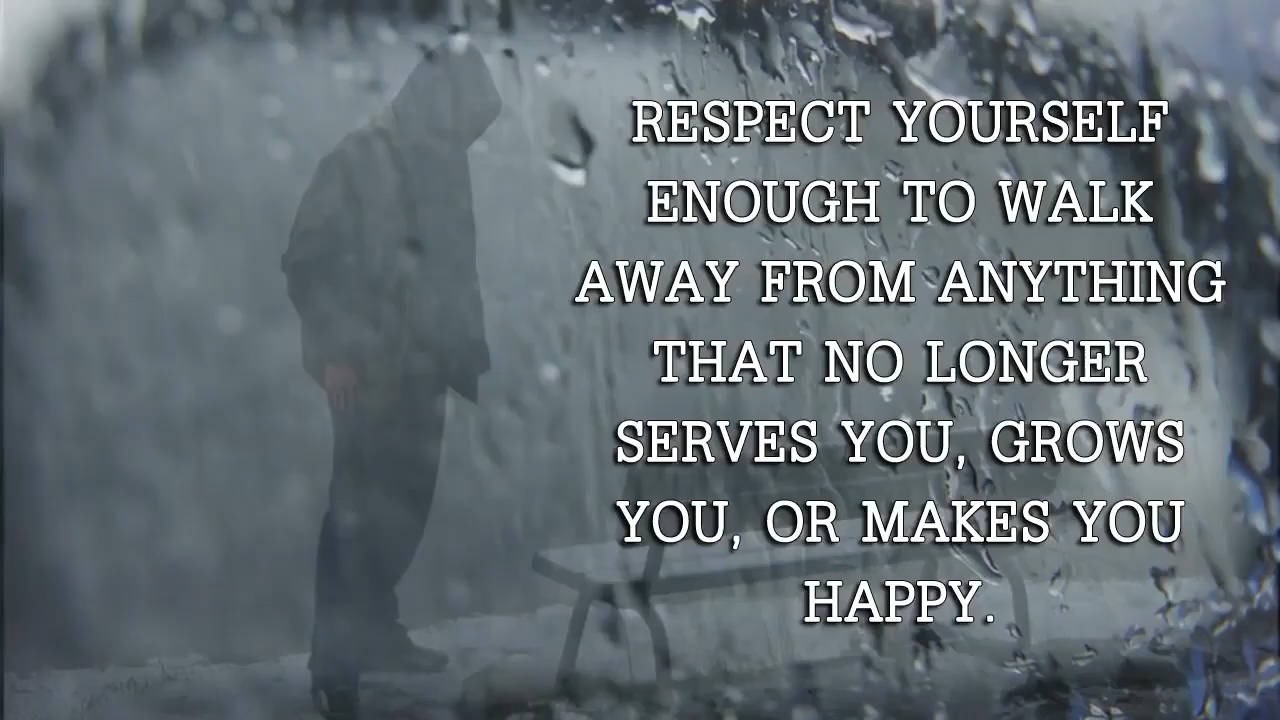 RESPECT YOURSELF
ENOUGH TO WALK
AWAY FROM ANYTHING
THAT NO LONGER
SERVES YOU, GROWS
YOU, OR MAKES YOU
HAPPY.